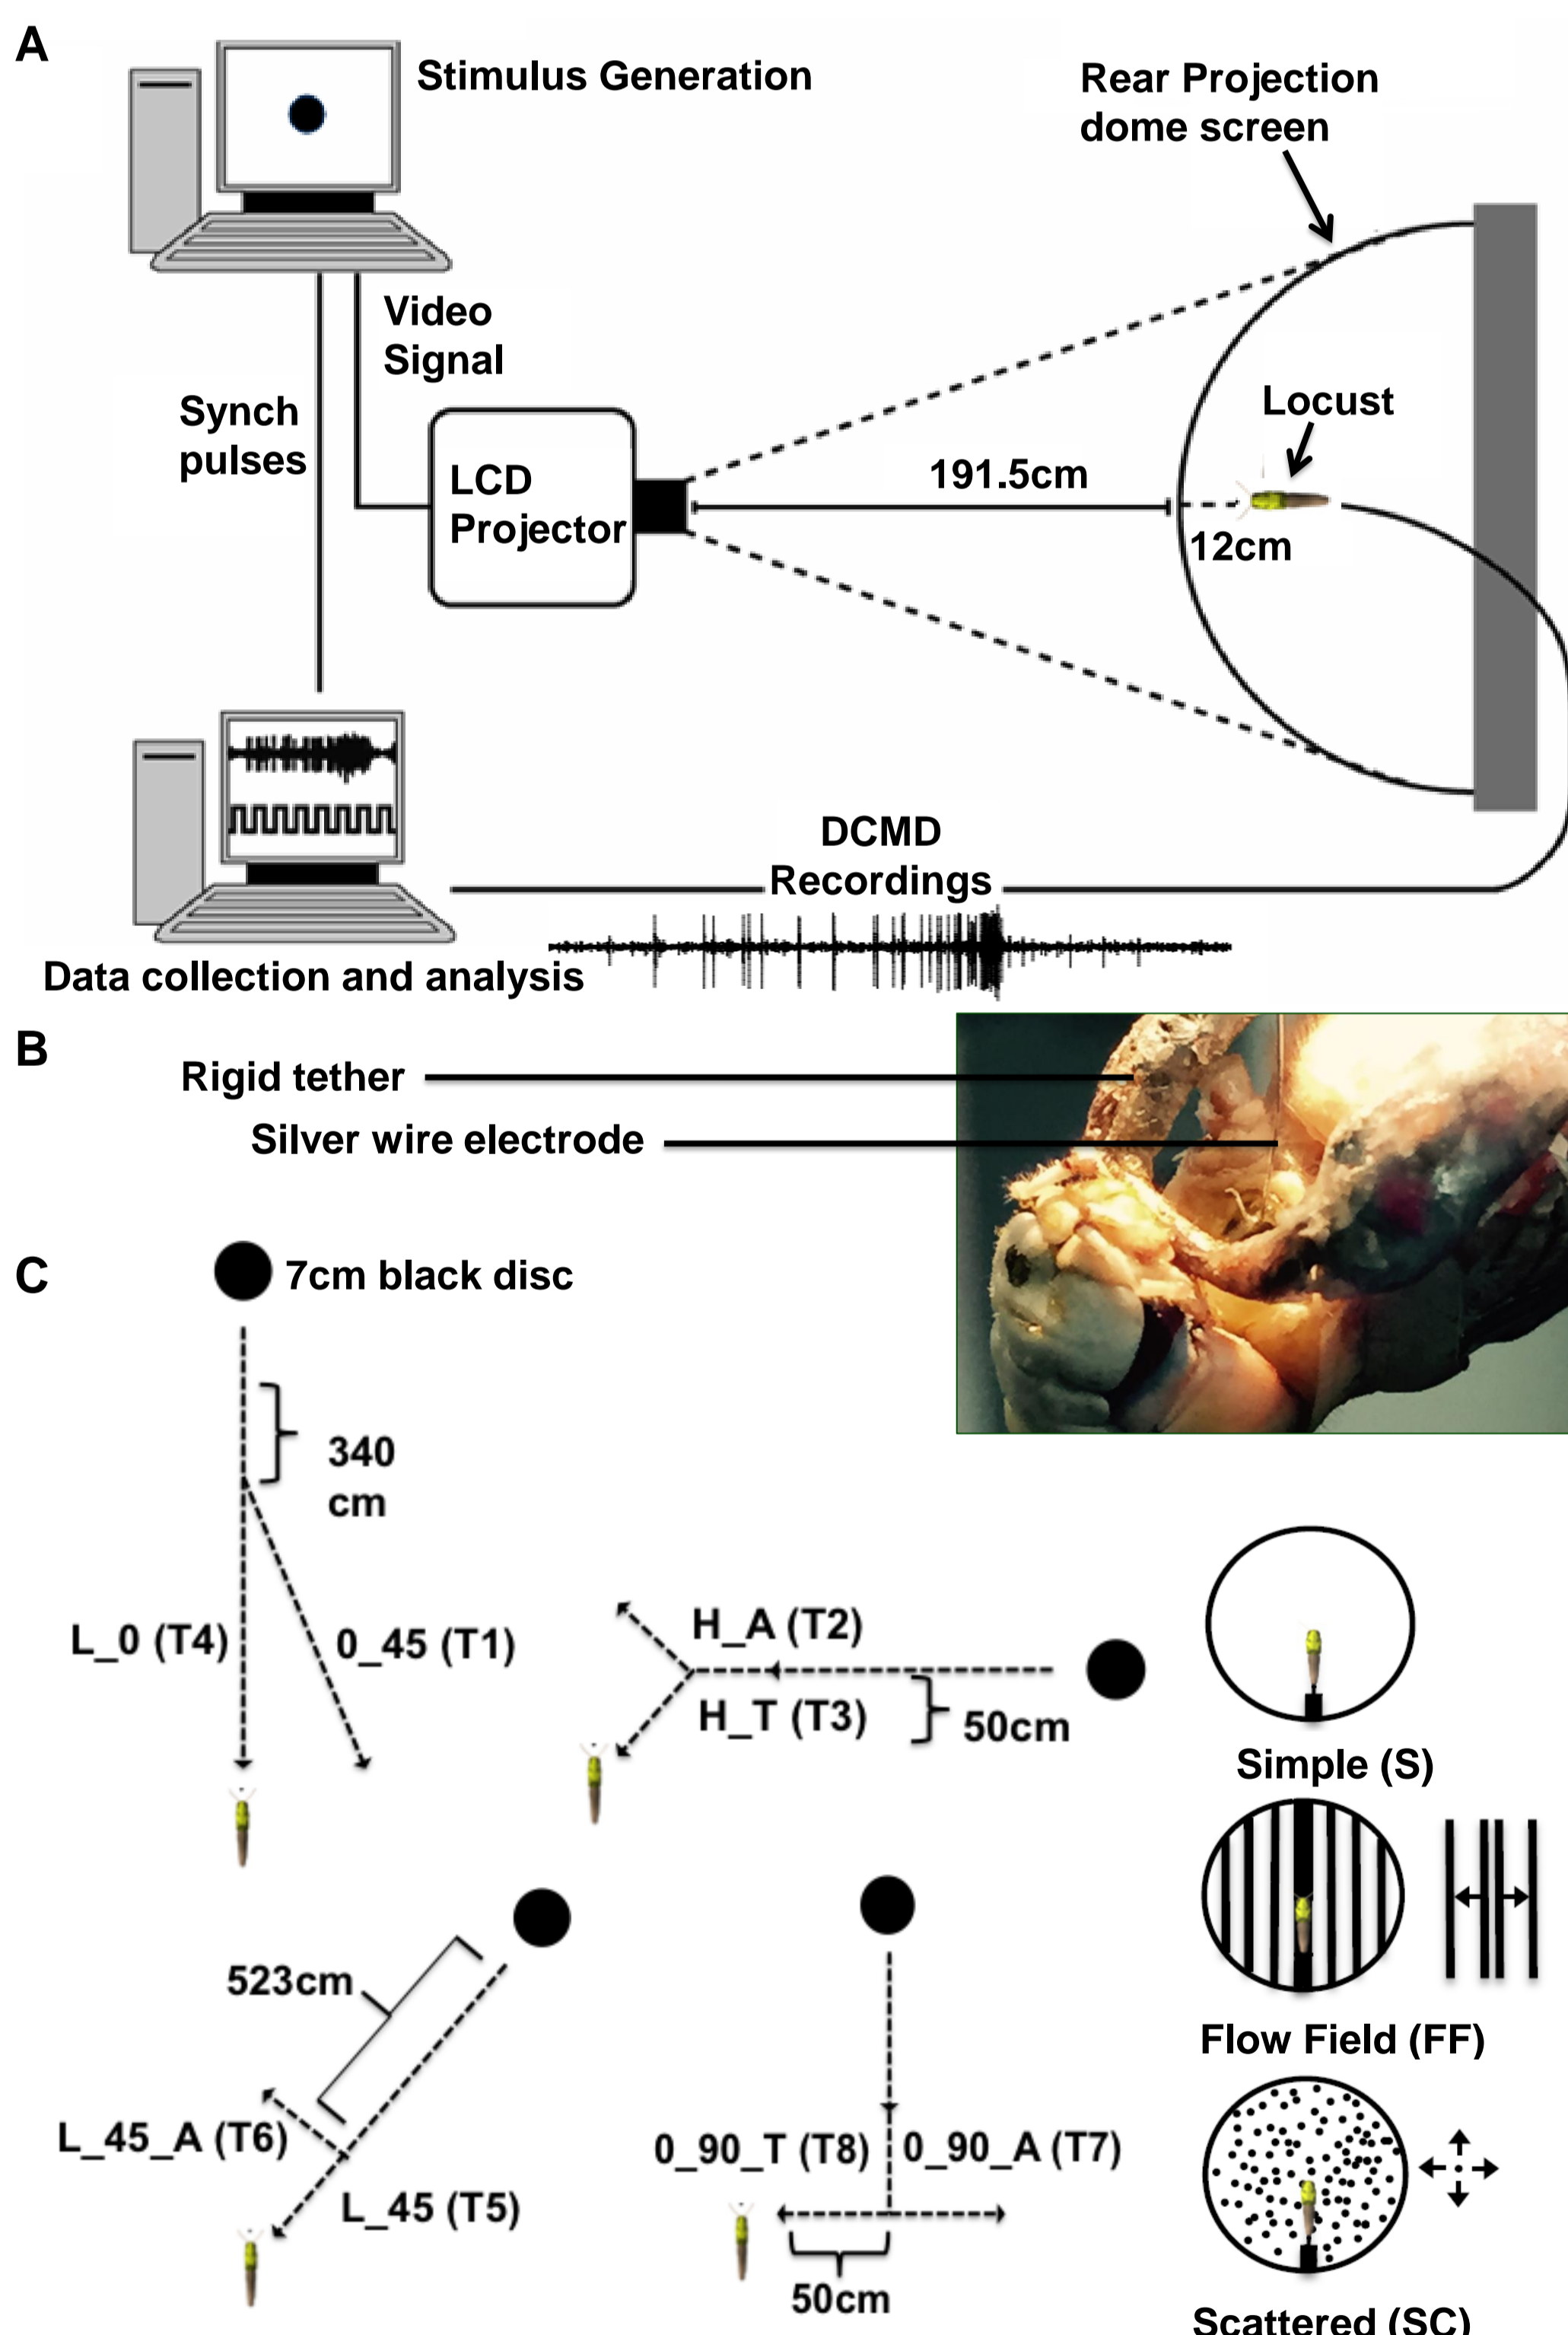 A
Stimulus Generation
Rear Projection
dome screen
Video
Signal
Synch
pulses
Locust
LCD
Projector
191.5cm
12cm
DCMD
Recordings
Data collection and analysis
B
Rigid tether
Silver wire electrode
C
7cm black disc
340
cm
L_0 (T4)
0_45 (T1)
H_A (T2)
H_T (T3)
50cm
Simple (S)
523cm
L_45_A (T6)
L_45 (T5)
0_90_T (T8)
0_90_A (T7)
50cm
Flow Field (FF)
Scattered (SC)